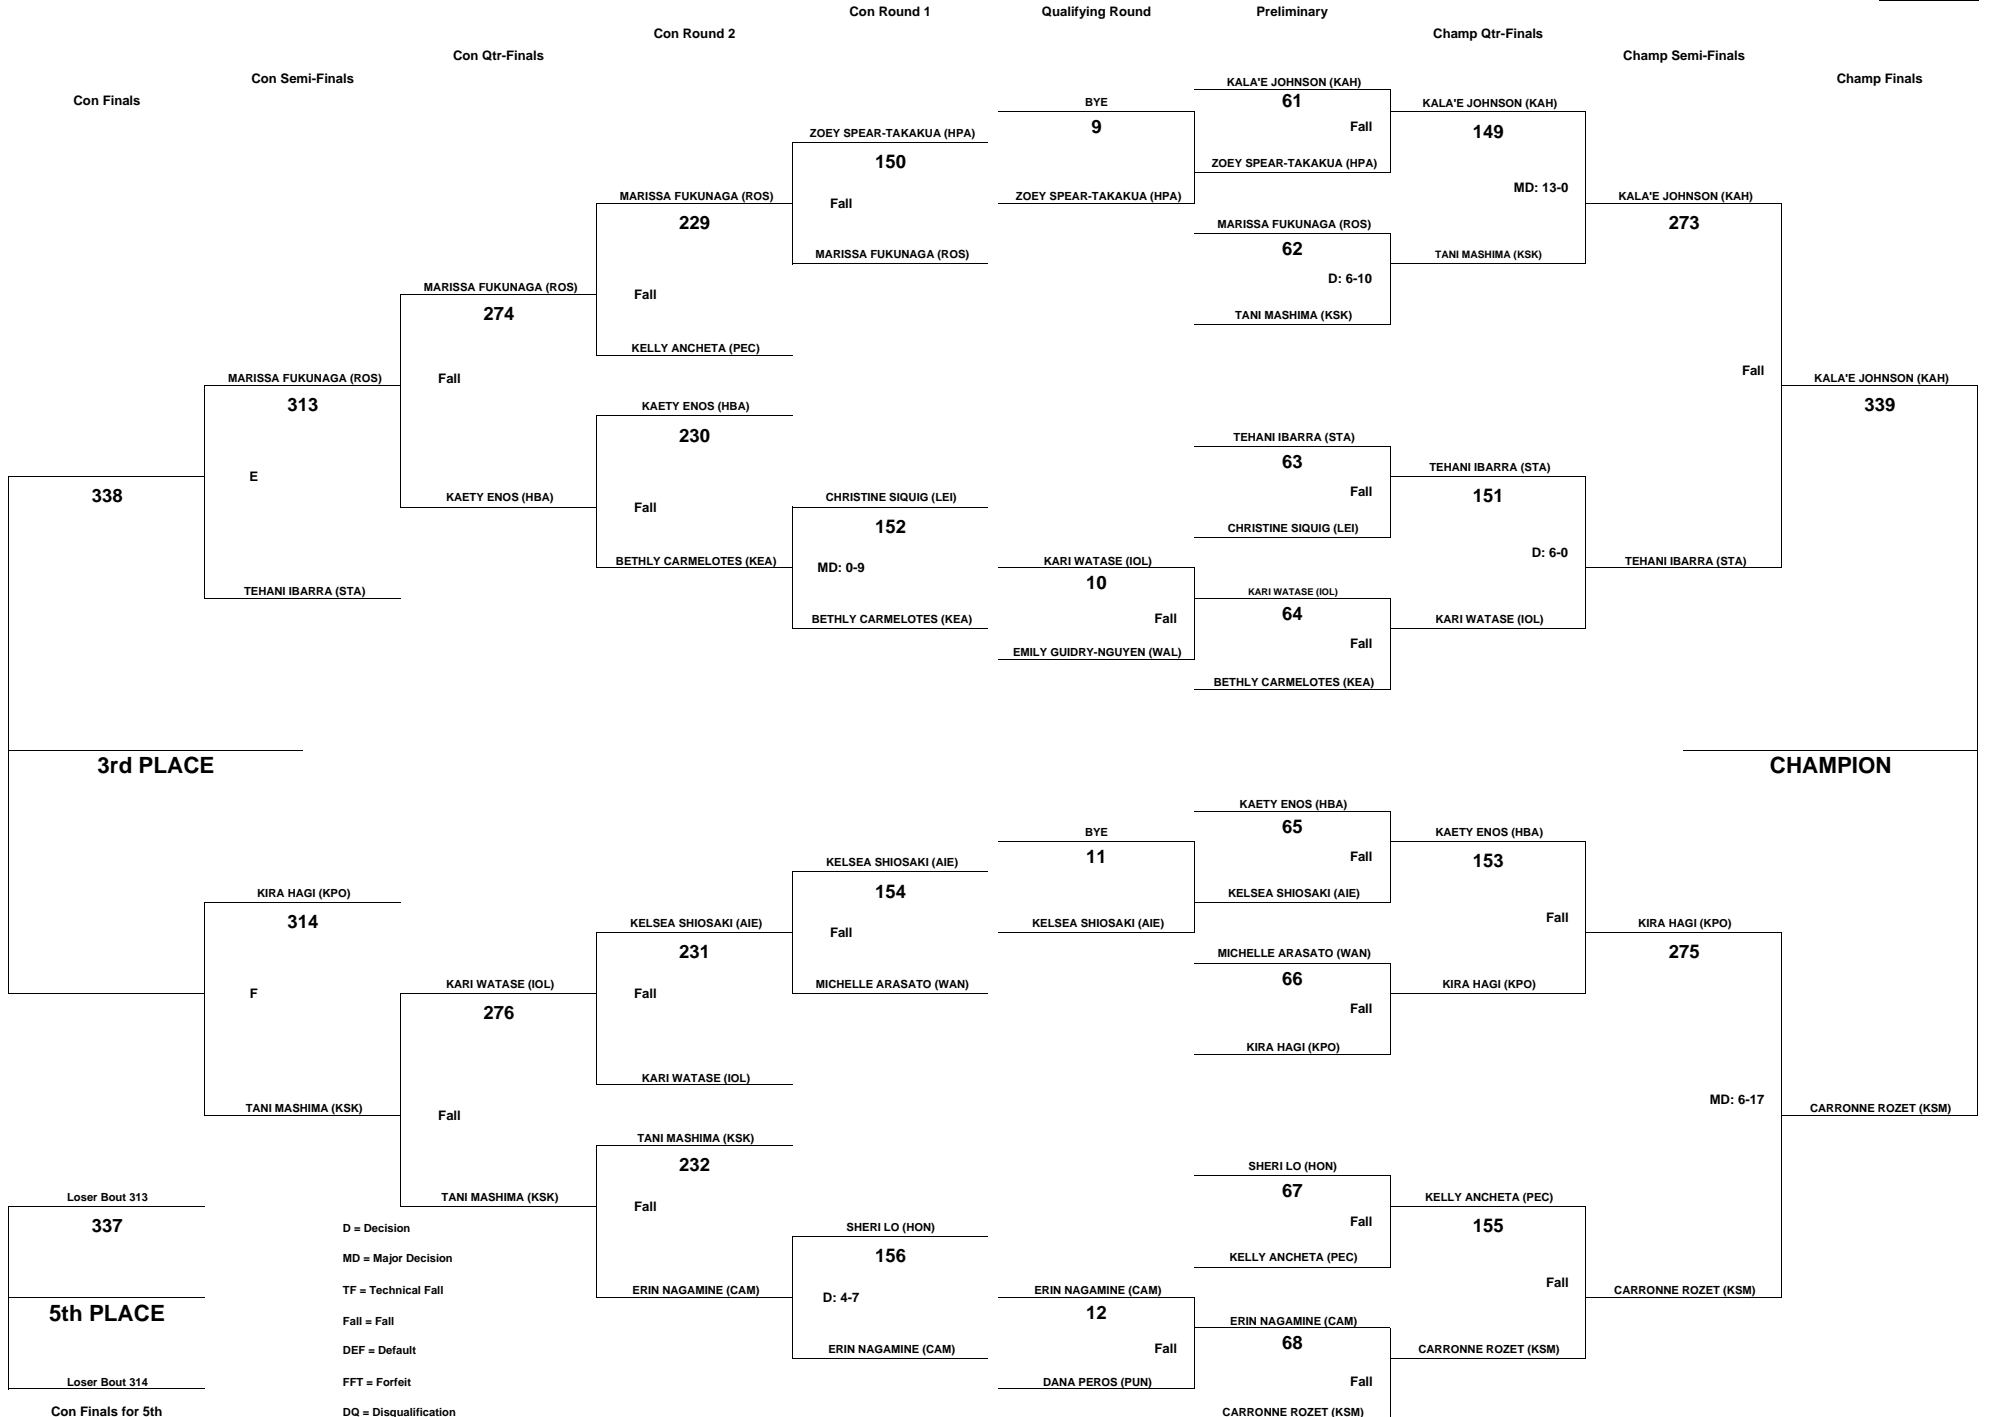 Con Round 1
Qualifying Round
Preliminary
Con Round 2
Champ Qtr-Finals
Con Qtr-Finals
Champ Semi-Finals
Con Semi-Finals
Champ Finals
Con Finals
KALA'E JOHNSON (KAH)
61
Fall
ZOEY SPEAR-TAKAKUA (HPA)
BYE
9
ZOEY SPEAR-TAKAKUA (HPA)
KALA'E JOHNSON (KAH)
149
MD: 13-0
TANI MASHIMA (KSK)
ZOEY SPEAR-TAKAKUA (HPA)
150
Fall
MARISSA FUKUNAGA (ROS)
MARISSA FUKUNAGA (ROS)
229
Fall
KELLY ANCHETA (PEC)
MARISSA FUKUNAGA (ROS)
62
D: 6-10
TANI MASHIMA (KSK)
KALA'E JOHNSON (KAH)
273
Fall
TEHANI IBARRA (STA)
MARISSA FUKUNAGA (ROS)
274
Fall
KAETY ENOS (HBA)
MARISSA FUKUNAGA (ROS)
313
E
TEHANI IBARRA (STA)
KALA'E JOHNSON (KAH)
339
KAETY ENOS (HBA)
230
Fall
BETHLY CARMELOTES (KEA)
TEHANI IBARRA (STA)
63
Fall
CHRISTINE SIQUIG (LEI)
TEHANI IBARRA (STA)
151
D: 6-0
KARI WATASE (IOL)
338
CHRISTINE SIQUIG (LEI)
152
MD: 0-9
BETHLY CARMELOTES (KEA)
KARI WATASE (IOL)
10
Fall
EMILY GUIDRY-NGUYEN (WAL)
KARI WATASE (IOL)
64
Fall
BETHLY CARMELOTES (KEA)
3rd PLACE
CHAMPION
KAETY ENOS (HBA)
65
Fall
KELSEA SHIOSAKI (AIE)
BYE
11
KELSEA SHIOSAKI (AIE)
KAETY ENOS (HBA)
153
Fall
KIRA HAGI (KPO)
KELSEA SHIOSAKI (AIE)
154
Fall
MICHELLE ARASATO (WAN)
KIRA HAGI (KPO)
314
F
TANI MASHIMA (KSK)
KELSEA SHIOSAKI (AIE)
231
Fall
KARI WATASE (IOL)
MICHELLE ARASATO (WAN)
66
Fall
KIRA HAGI (KPO)
KIRA HAGI (KPO)
275
MD: 6-17
CARRONNE ROZET (KSM)
KARI WATASE (IOL)
276
Fall
TANI MASHIMA (KSK)
CARRONNE ROZET (KSM)
TANI MASHIMA (KSK)
232
Fall
ERIN NAGAMINE (CAM)
SHERI LO (HON)
67
Fall
KELLY ANCHETA (PEC)
KELLY ANCHETA (PEC)
155
Fall
CARRONNE ROZET (KSM)
SHERI LO (HON)
156
D: 4-7
ERIN NAGAMINE (CAM)
ERIN NAGAMINE (CAM)
12
Fall
DANA PEROS (PUN)
ERIN NAGAMINE (CAM)
68
Fall
CARRONNE ROZET (KSM)
Loser Bout 313
337
5th PLACE
Loser Bout 314
Con Finals for 5th
D = Decision
MD = Major Decision
TF = Technical Fall
Fall = Fall
DEF = Default
FFT = Forfeit
DQ = Disqualification